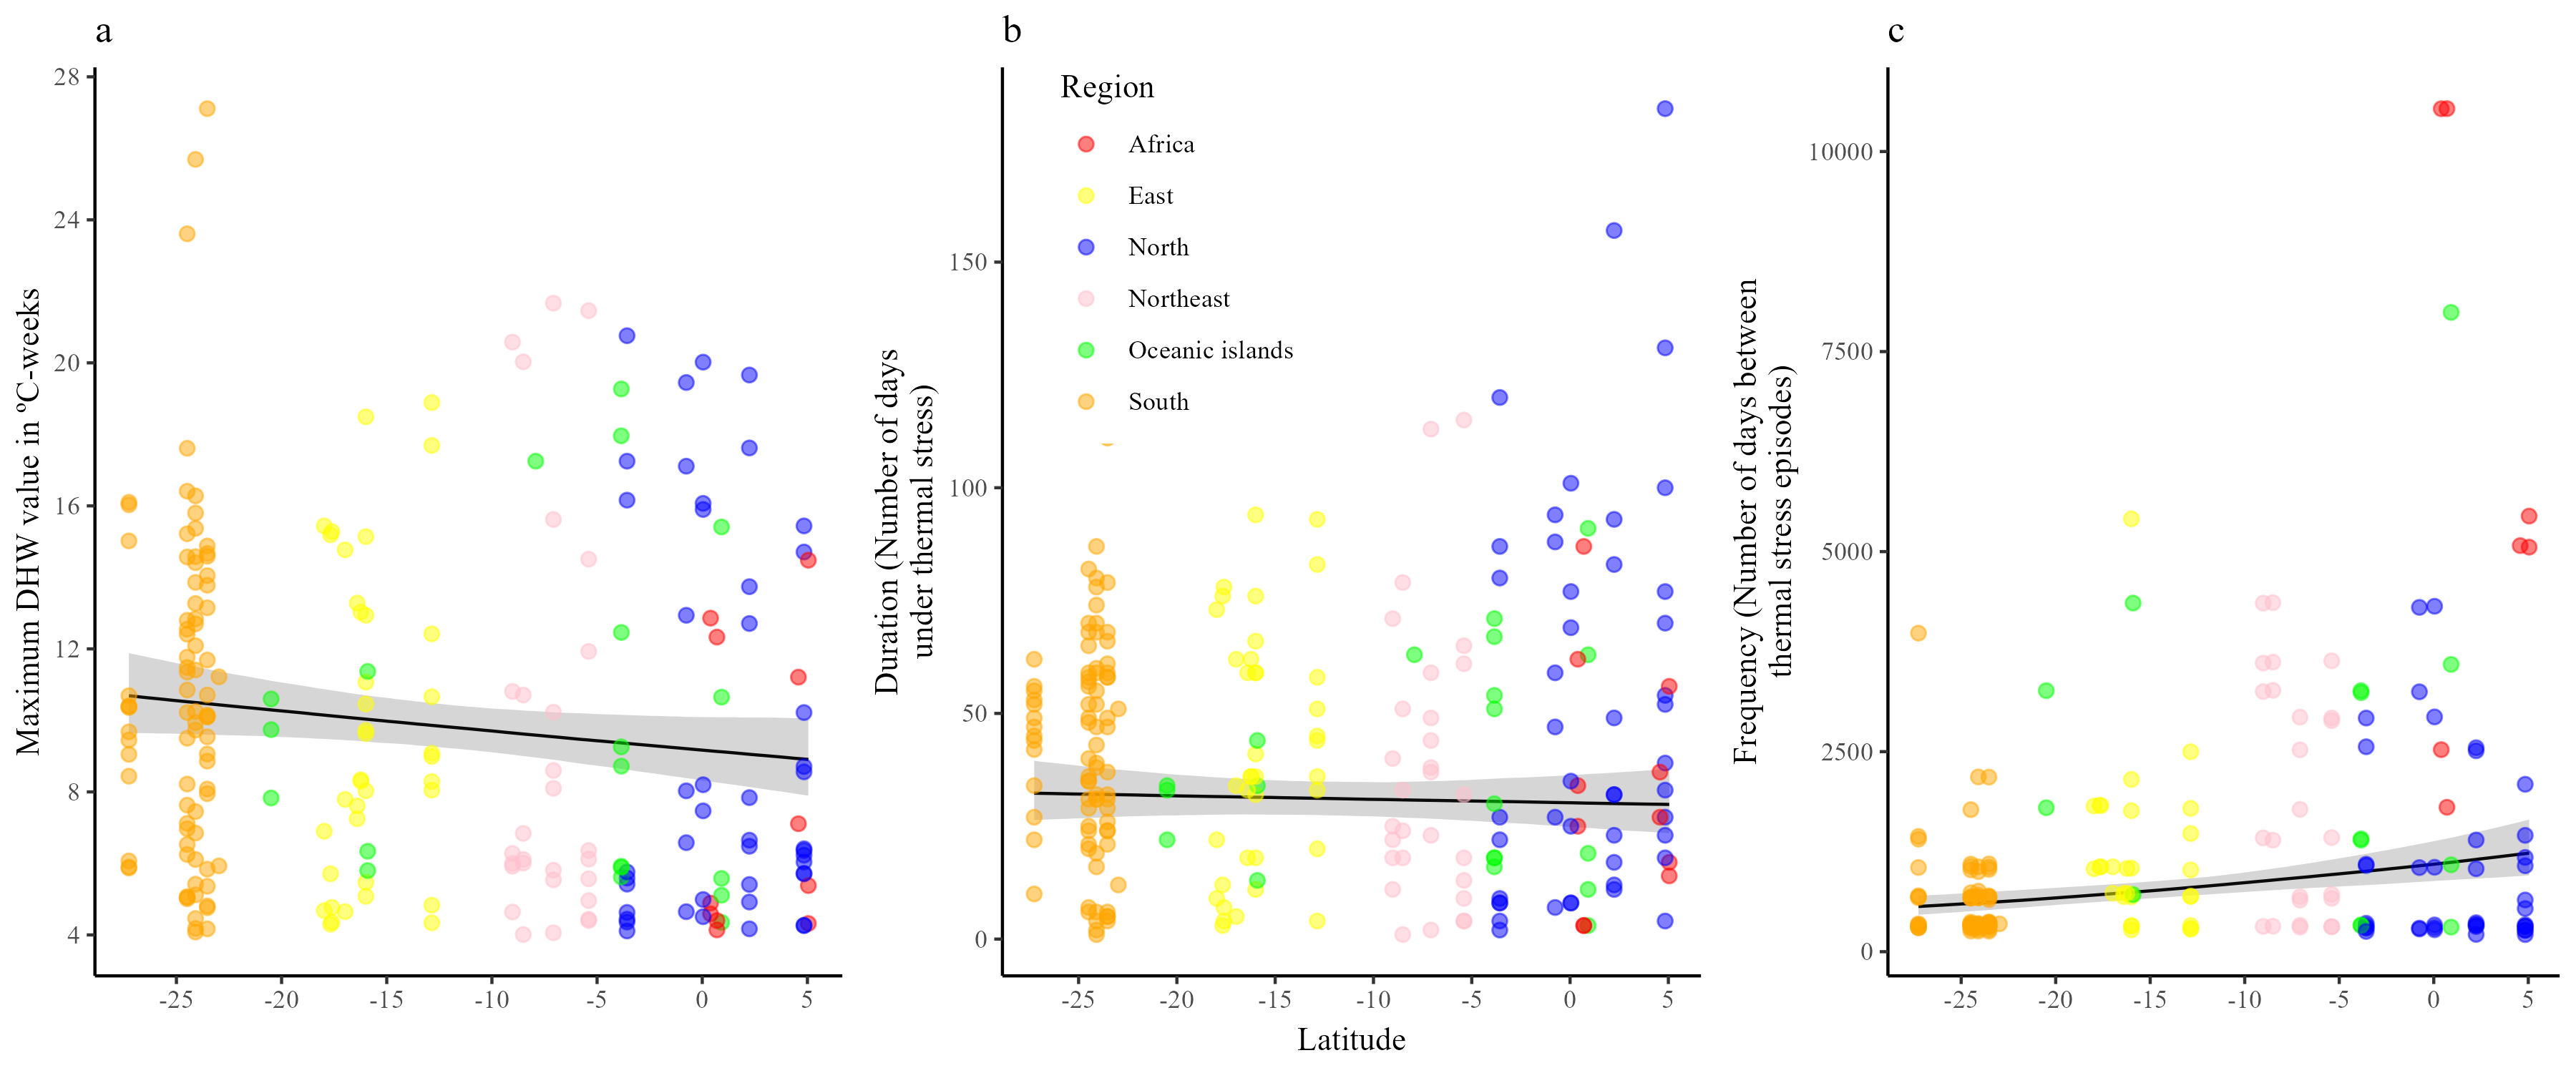 a
Maximum DHW value in ºC-weeks
28
24
20
16
12
8
4
-25 -20 -15 -10 -5 0 5
b
Duration (Number of days
under thermal stress)
Region
Africa
East
North
Northeast
Oceanic islands
South
150
100
50
0
-25 -20 -15 -10 -5 0 5
Latitude
c
Frequency (Number of days between
thermal stress episodes)
10000
7500
5000
2500
0
-25 -20 -15 -10 -5 0 5